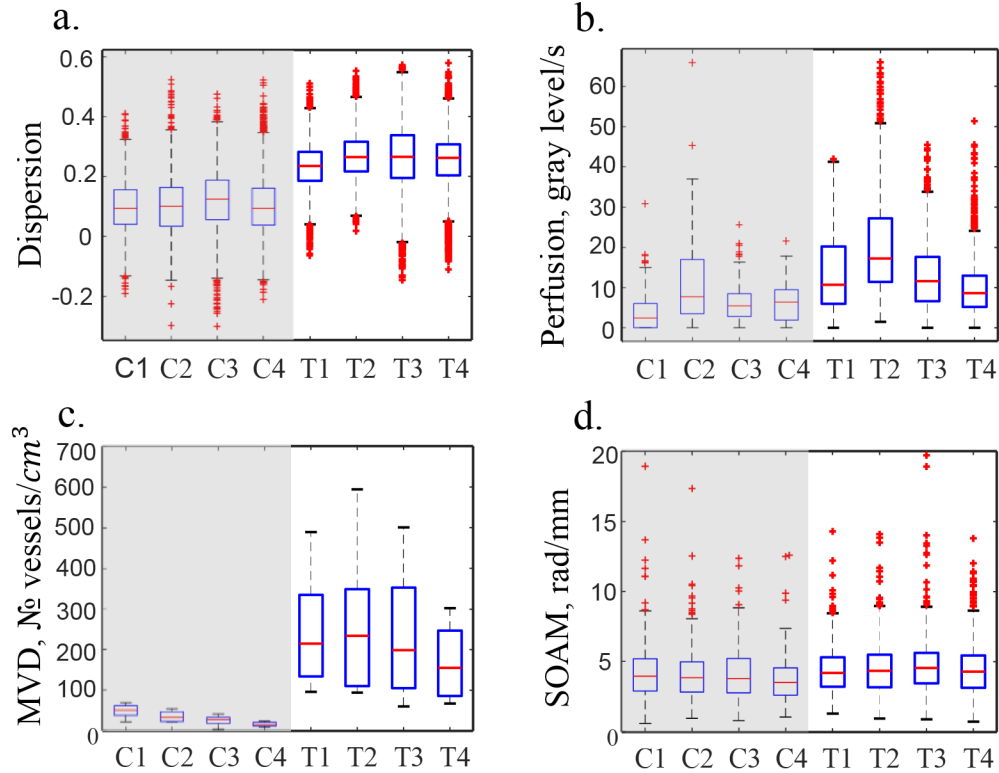 a.
Dispersion
0.6
0.4
0.2
0
-0.2
C1 C2 C3 C4 T1 T2 T3 T4
b.
Perfusion, gray level/s
60
50
40
30
20
10
0
C1 C2 C3 C4 T1 T2 T3 T4
c.
MVD, № vessels/cm³
700
600
500
400
300
200
100
0
C1 C2 C3 C4 T1 T2 T3 T4
d.
SOAM, rad/mm
20
15
10
5
0
C1 C2 C3 C4 T1 T2 T3 T4